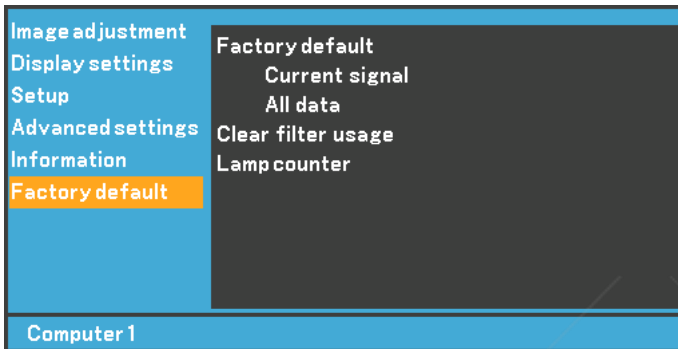 Image adjustment
Display settings
Setup
Advanced settings
Information
Factory default
Factory default
Current signal
All data
Clear filter usage
Lamp counter
Computer 1